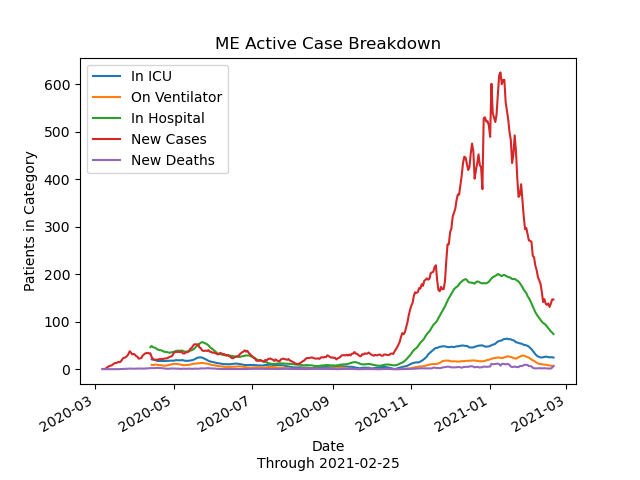 ME Active Case Breakdown
In ICU
On Ventilator
In Hospital
New Cases
New Deaths
Patients in Category
600
500
400
300
200
100
0
2020-03
2020-05
2020-07
2020-09
2020-11
2021-01
2021-03
Date
Through 2021-02-25